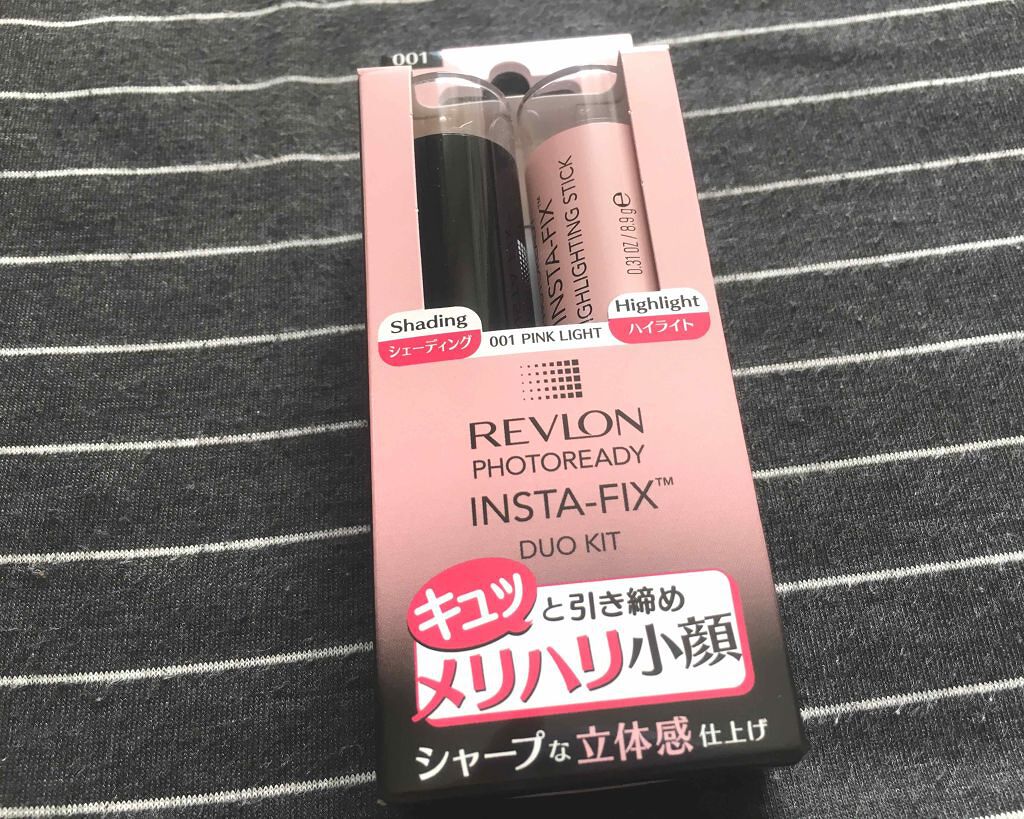 001
INSTA-FIX™
HIGHLIGHTING STICK
0.31 OZ / 8.9 g e
Shading
シェーディング
001 PINK LIGHT
Highlight
ハイライト
REVLON
PHOTOREADY
INSTA-FIX™
DUO KIT
キュッと引き締め
メリハリ小顔
シャープな立体感仕上げ